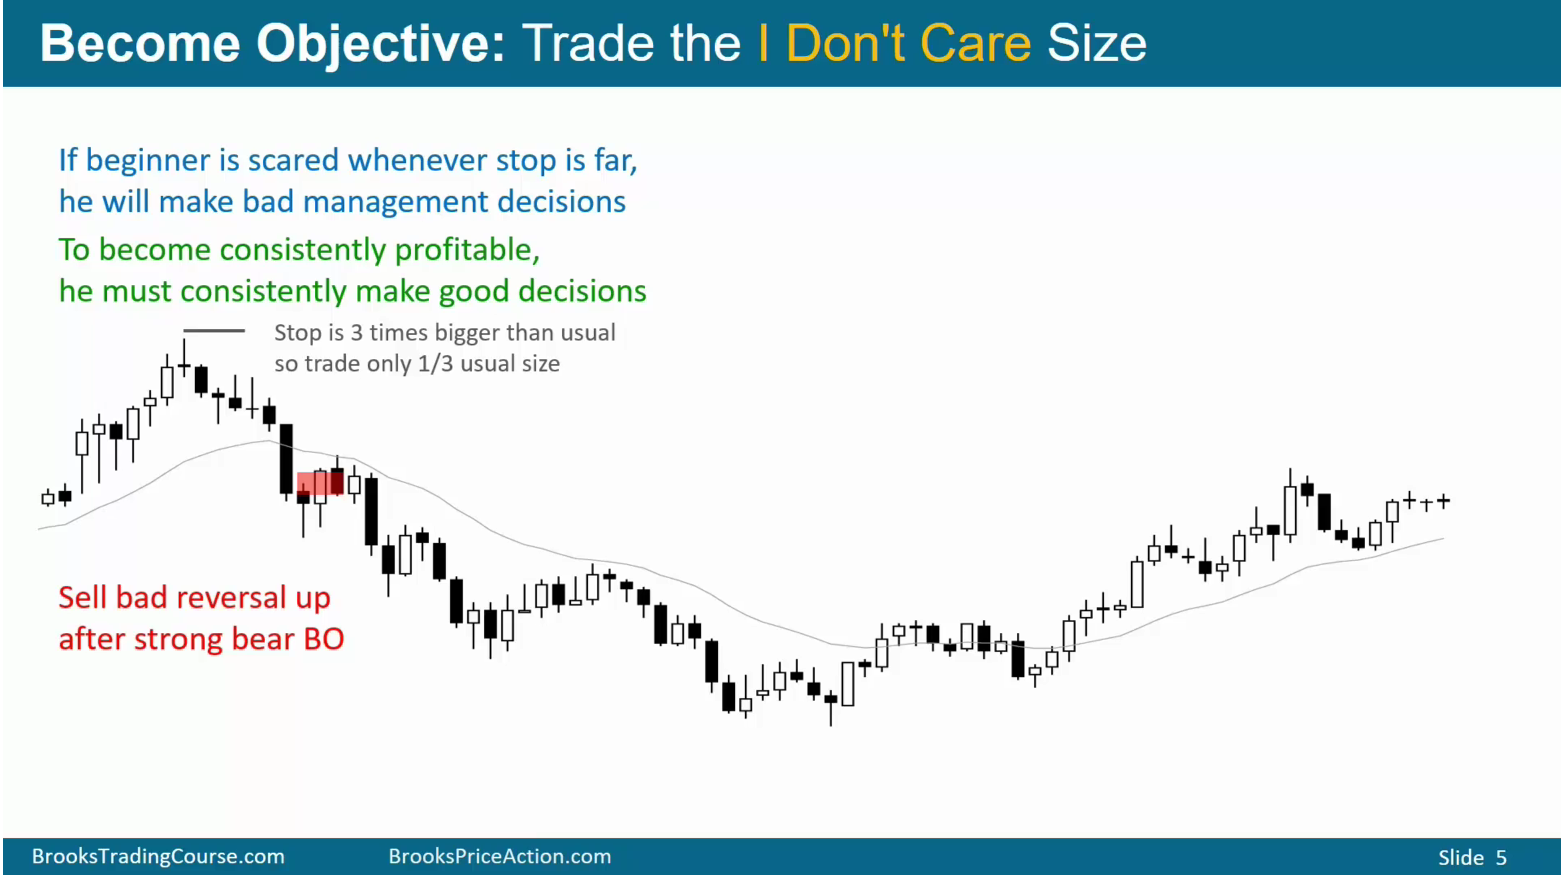 Become Objective: Trade the I Don't Care Size
If beginner is scared whenever stop is far,
he will make bad management decisions
To become consistently profitable,
he must consistently make good decisions
Stop is 3 times bigger than usual
so trade only 1/3 usual size
Sell bad reversal up
after strong bear BO
BrooksTradingCourse.com
BrooksPriceAction.com
Slide 5